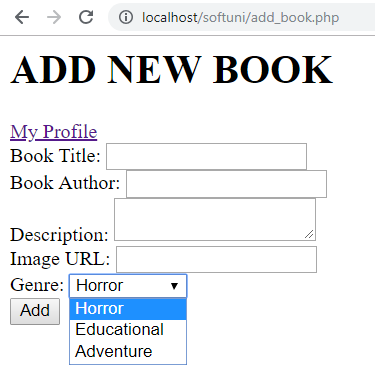 localhost/softuni/add_book.php
ADD NEW BOOK
My Profile
Book Title:
Book Author:
Description:
Image URL:
Genre: Horror
Add
Horror
Educational
Adventure